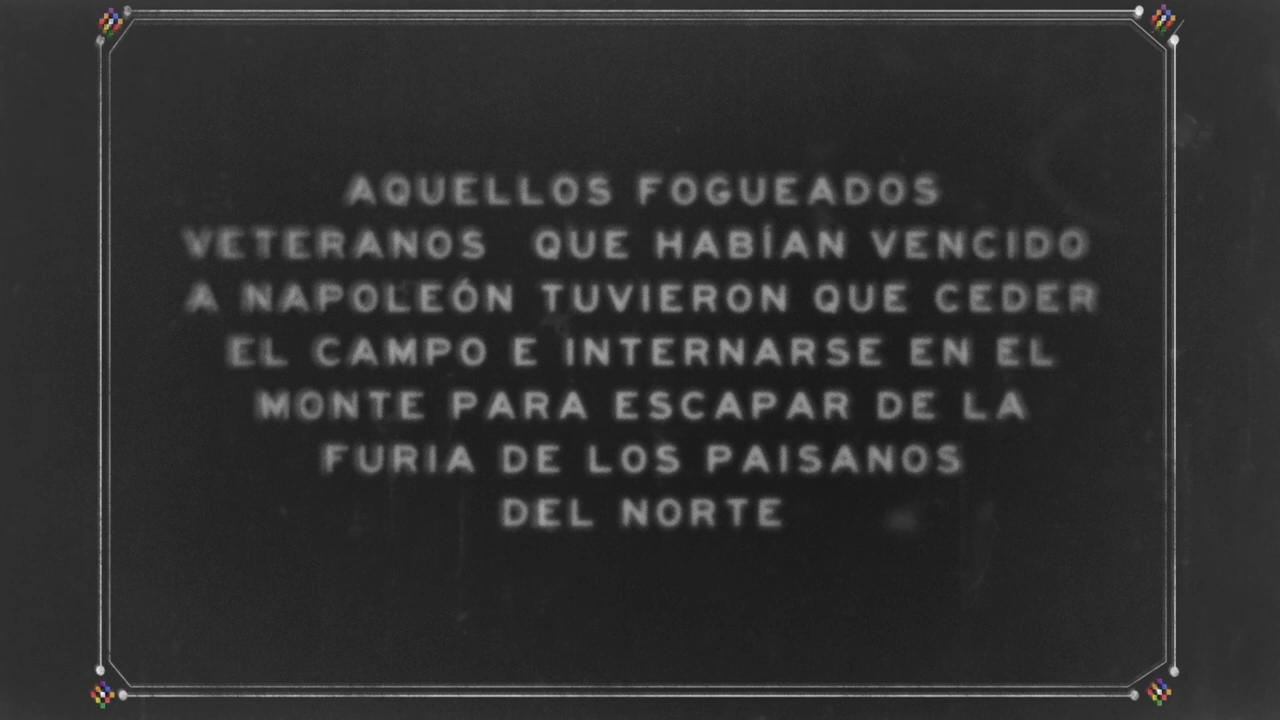 AQUELLOS FOGUEADOS
VETERANOS QUE HABÍAN VENCIDO
A NAPOLEÓN TUVIERON QUE CEDER
EL CAMPO E INTERNARSE EN EL
MONTE PARA ESCAPAR DE LA
FURIA DE LOS PAISANOS
DEL NORTE